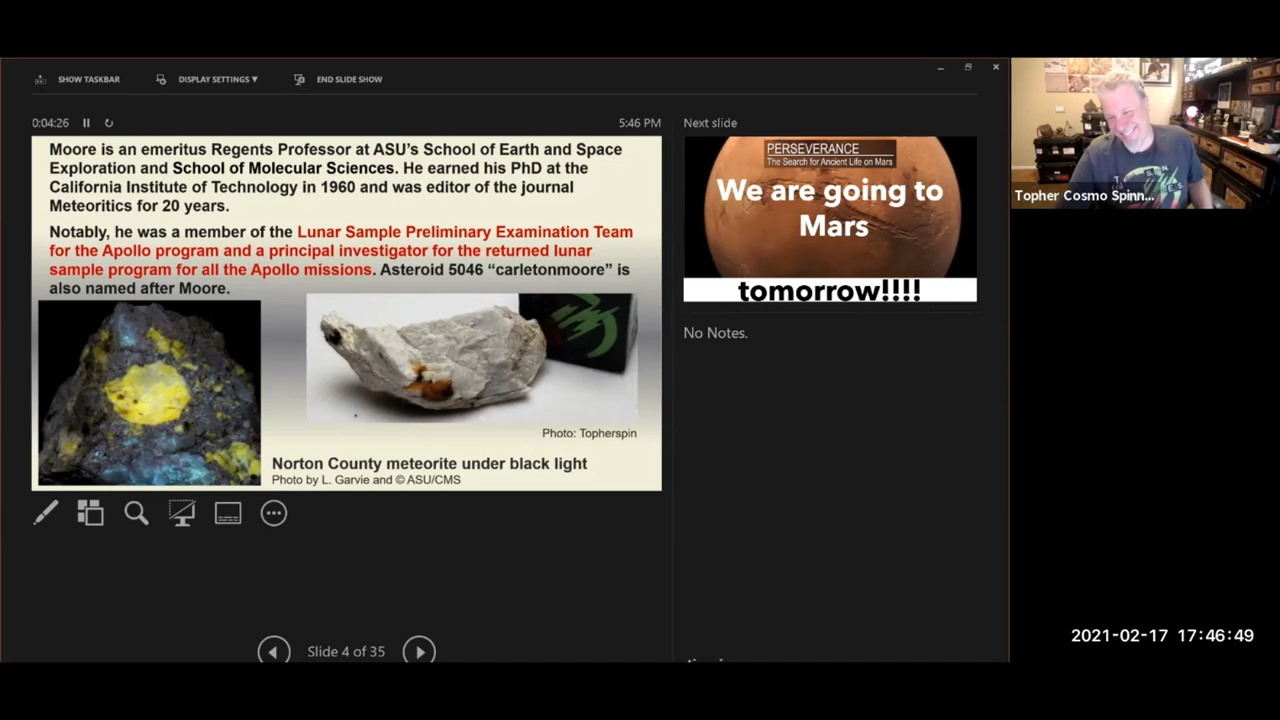 SHOW TASKBAR
DISPLAY SETTINGS ▼
END SLIDE SHOW
0:04:26
5:46 PM
Moore is an emeritus Regents Professor at ASU’s School of Earth and Space
Exploration and School of Molecular Sciences. He earned his PhD at the
California Institute of Technology in 1960 and was editor of the journal
Meteoritics for 20 years.
Notably, he was a member of the Lunar Sample Preliminary Examination Team
for the Apollo program and a principal investigator for the returned lunar
sample program for all the Apollo missions. Asteroid 5046 “carletonmoore” is
also named after Moore.
Photo: Topherspin
Norton County meteorite under black light
Photo by L. Garvie and © ASU/CMS
Slide 4 of 35
Next slide
PERSEVERANCE
The Search for Ancient Life on Mars
We are going to
Mars
tomorrow!!!!
No Notes.
Topher Cosmo Spinn...
2021-02-17 17:46:49